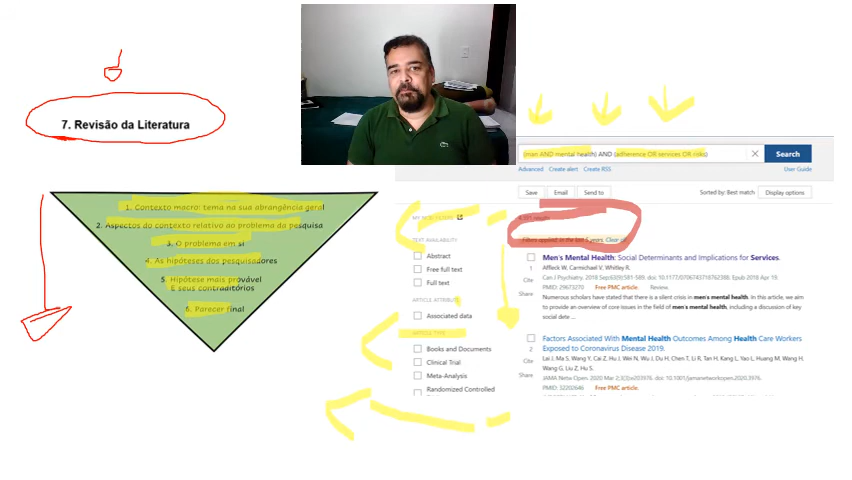 7. Revisão da Literatura
1. Contexto macro: tema na sua abrangência geral
2. Aspectos do contexto relativo ao problema da pesquisa
3. O problema em si
4. As hipóteses dos pesquisadores
5. Hipótese mais provável
E seus contraditórios
6. Parecer final
(man AND mental health) AND (adherence OR services OR risks)
Search
Advanced Create alert Create RSS
User Guide
Save Email Send to
Sorted by: Best match Display options
MY NCBI
results
TEXT AVAILABILITY
Filters applied: in the last 5 years. Clear all
Abstract
Free full text
Full text
ARTICLE ATTRIBUTE
Associated data
ARTICLE TYPE
Books and Documents
Clinical Trial
Meta-Analysis
Randomized Controlled
1
Cite
Share
Men's Mental Health: Social Determinants and Implications for Services.
Affleck W, Carmichael V, Whitley R.
Can J Psychiatry. 2018 Sep;63(9):581-589. doi: 10.1177/0706743718762388. Epub 2018 Apr 19.
PMID: 29673270 Free PMC article. Review.
Numerous scholars have stated that there is a silent crisis in men's mental health. In this article, we aim
to provide an overview of core issues in the field of men's mental health, including a discussion of key
social date ...
2
Cite
Share
Factors Associated With Mental Health Outcomes Among Health Care Workers
Exposed to Coronavirus Disease 2019.
Lai J, Ma S, Wang Y, Cai Z, Hu J, Wei N, Wu J, Du H, Chen T, Li R, Tan H, Kang L, Yao L, Huang M, Wang H,
Wang G, Liu Z, Hu S.
JAMA Netw Open. 2020 Mar 2;3(3):e203976. doi: 10.1001/jamanetworkopen.2020.3976.
PMID: 32202646 Free PMC article.